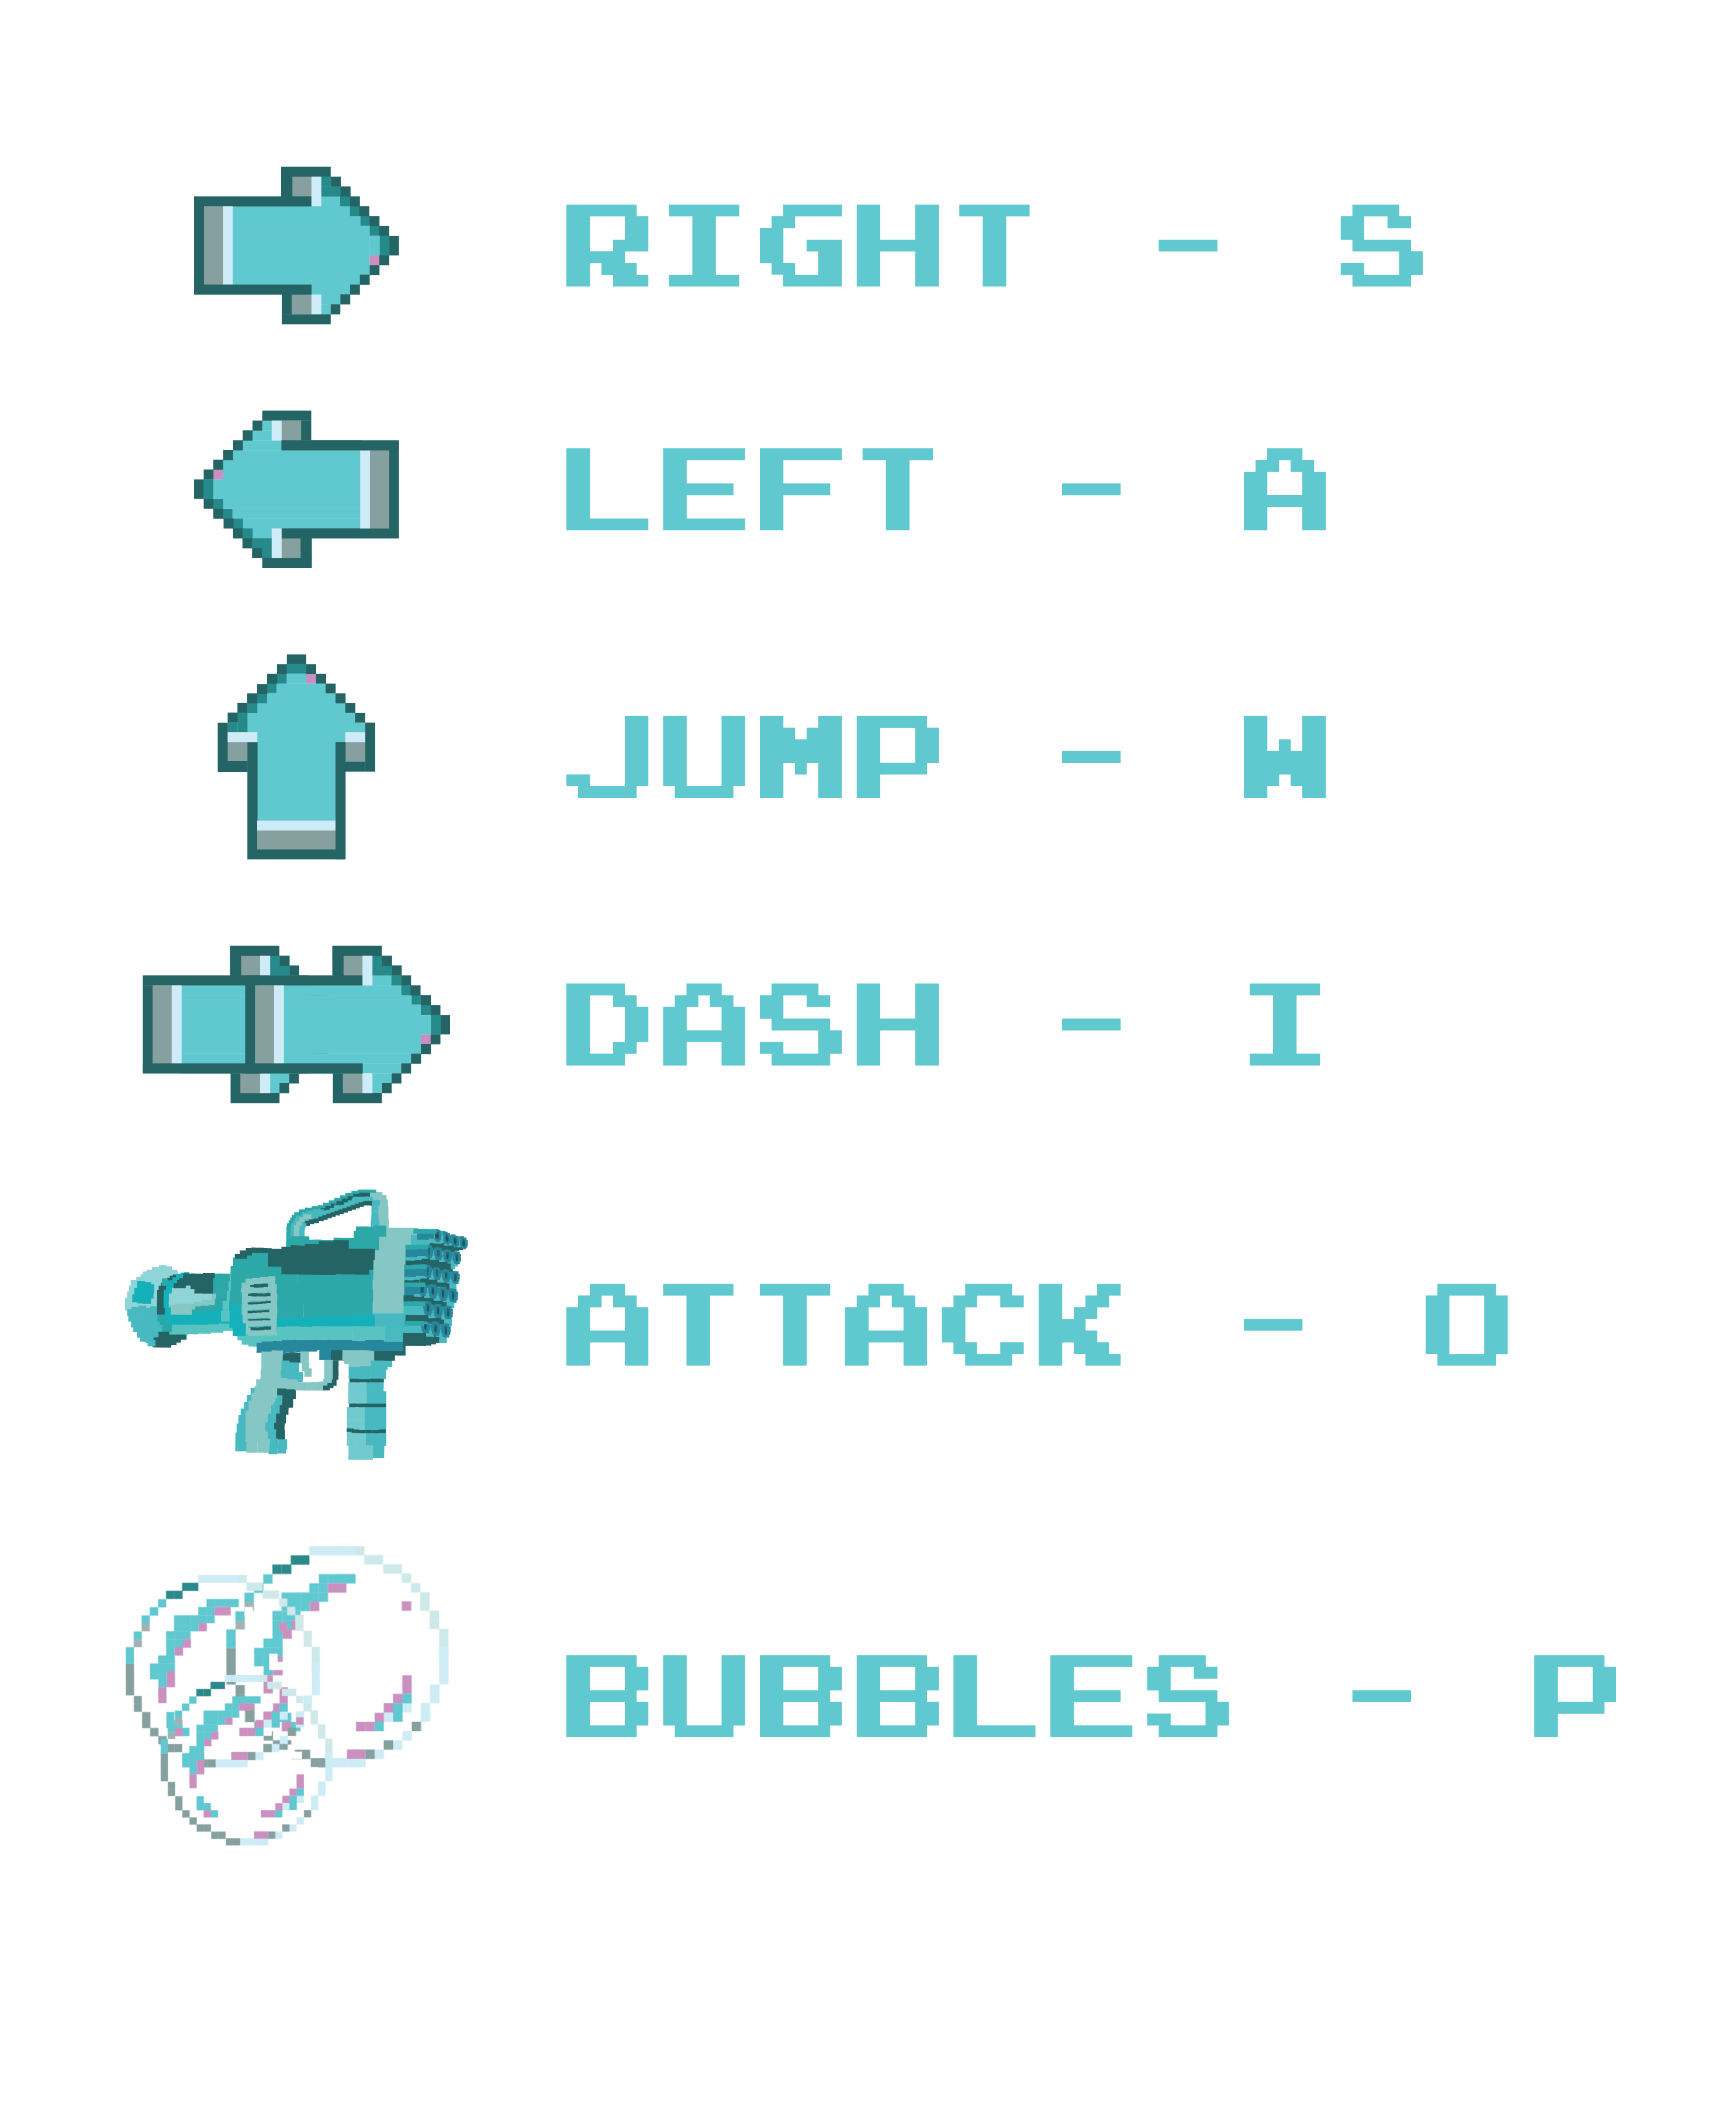 RIGHT - S
LEFT - A
JUMP - W
DASH - I
ATTACK - O
BUBBLES - P